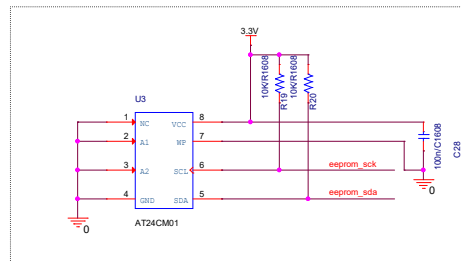 3.3V
10K/R1608
10K/R1608
R19
R20
U3
1
NC
VCC
8
2
A1
WP
7
3
A2
SCL
6
eeprom_sck
4
GND
SDA
5
eeprom_sda
AT24CM01
100n/C1608
C28
0
0